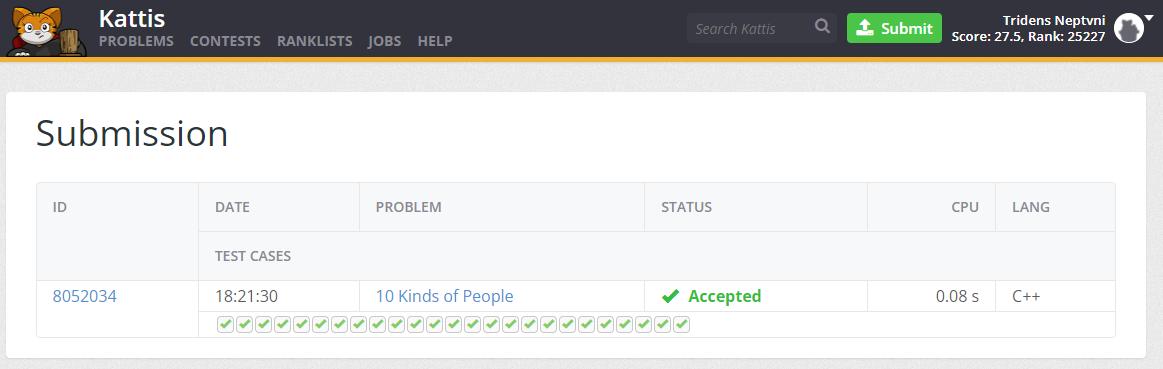 Kattis
PROBLEMS CONTESTS RANKLISTS JOBS HELP
Search Kattis
Submit
Tridens Neptvni
Score: 27.5, Rank: 25227
Submission
ID DATE PROBLEM STATUS CPU LANG
TEST CASES
8052034 18:21:30 10 Kinds of People Accepted 0.08 s C++